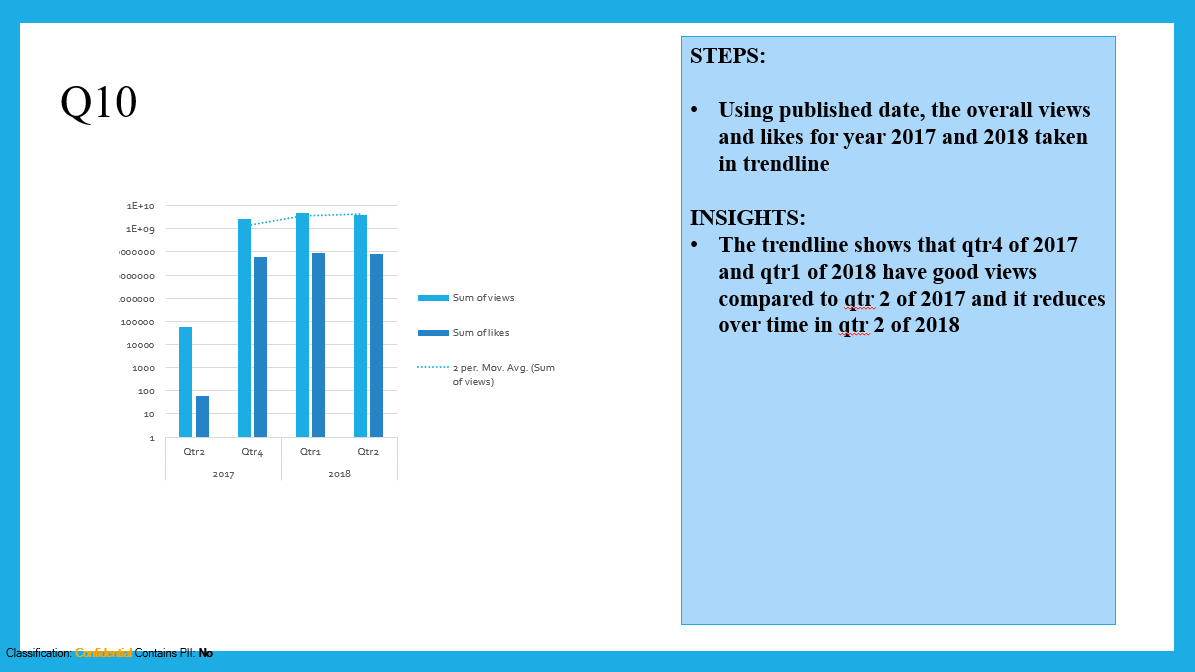 Q10
1E+10
1E+09
100000
10000
1000
100
10
1
Qtr2 Qtr4 Qtr1 Qtr2
2017 2018
Sum of views
Sum of likes
2 per. Mov. Avg. (Sum
of views)
STEPS:
• Using published date, the overall views
and likes for year 2017 and 2018 taken
in trendline
INSIGHTS:
• The trendline shows that qtr4 of 2017
and qtr1 of 2018 have good views
compared to qtr 2 of 2017 and it reduces
over time in qtr 2 of 2018
Classification: Confidential Contains PII: No